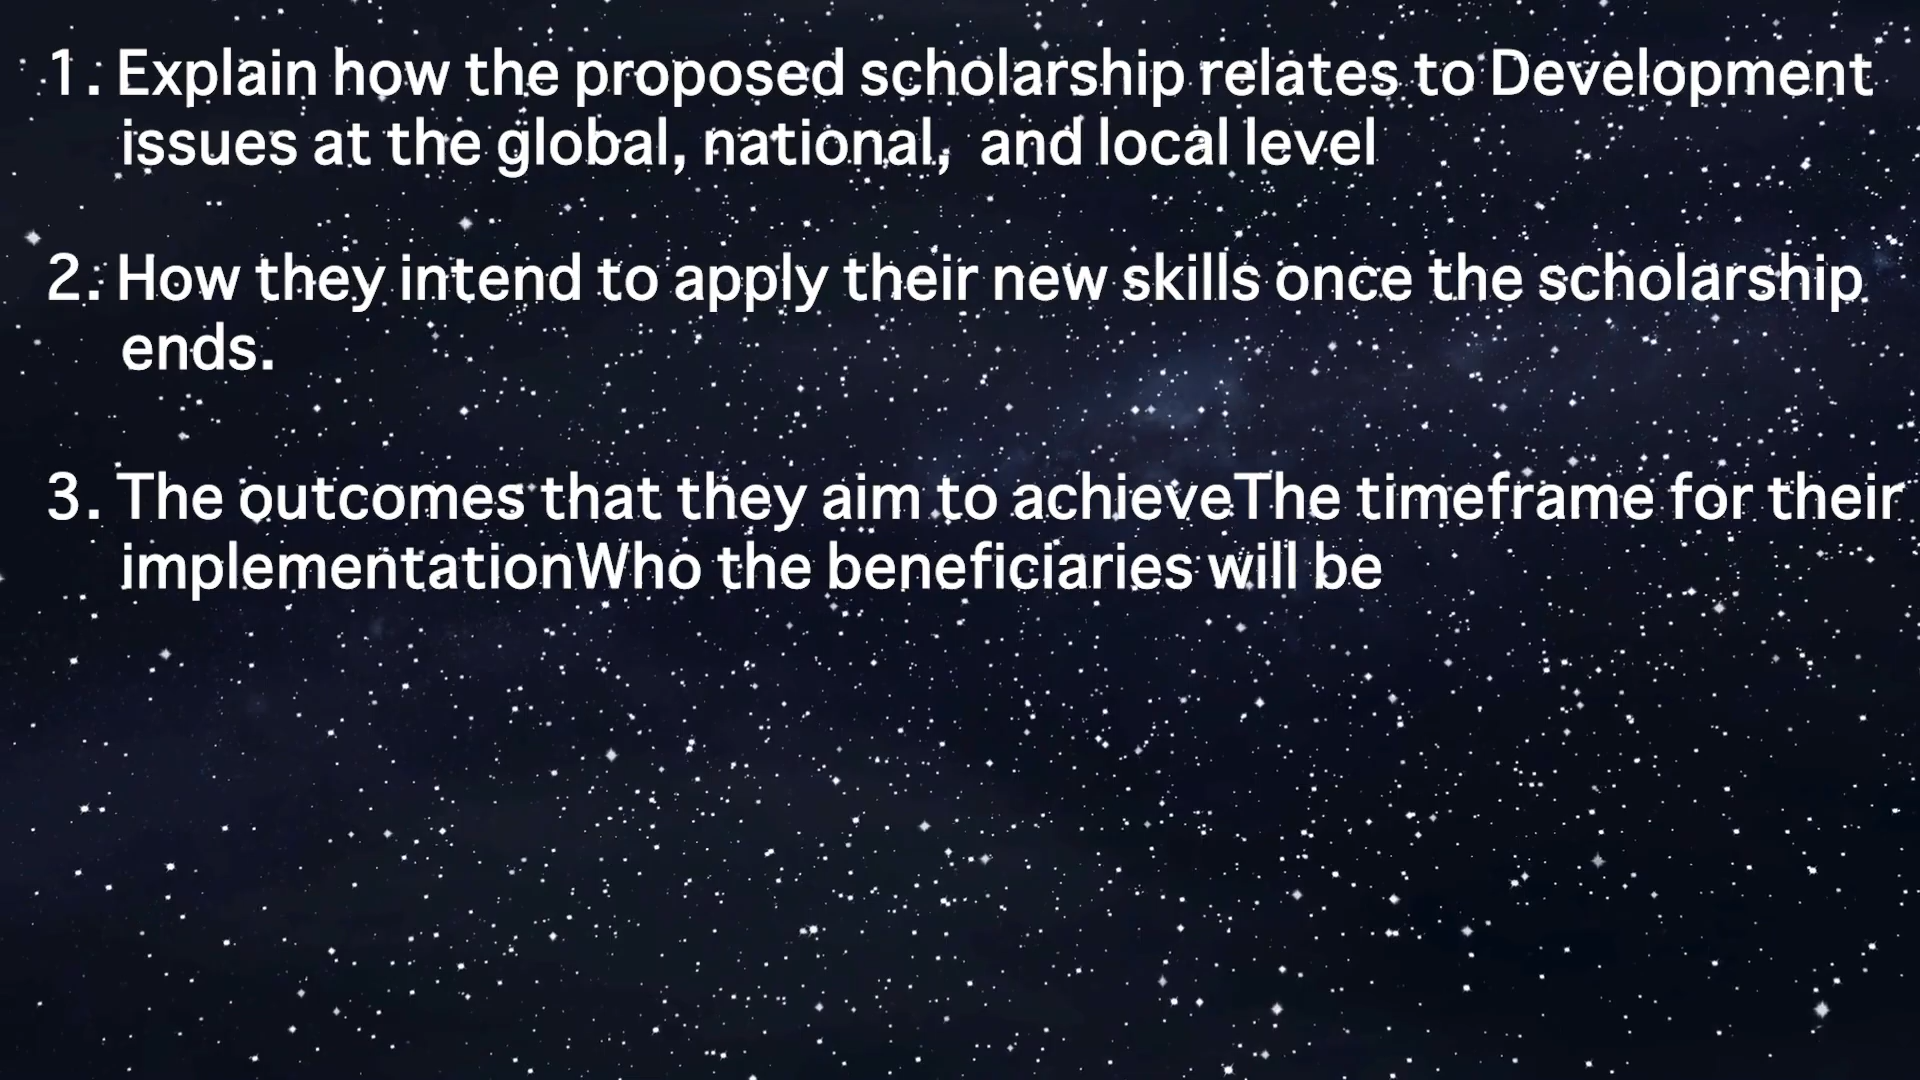 1. Explain how the proposed scholarship relates to Development
issues at the global, national,  and local level
2. How they intend to apply their new skills once the scholarship
ends.
3. The outcomes that they aim to achieveThe timeframe for their
implementationWho the beneficiaries will be